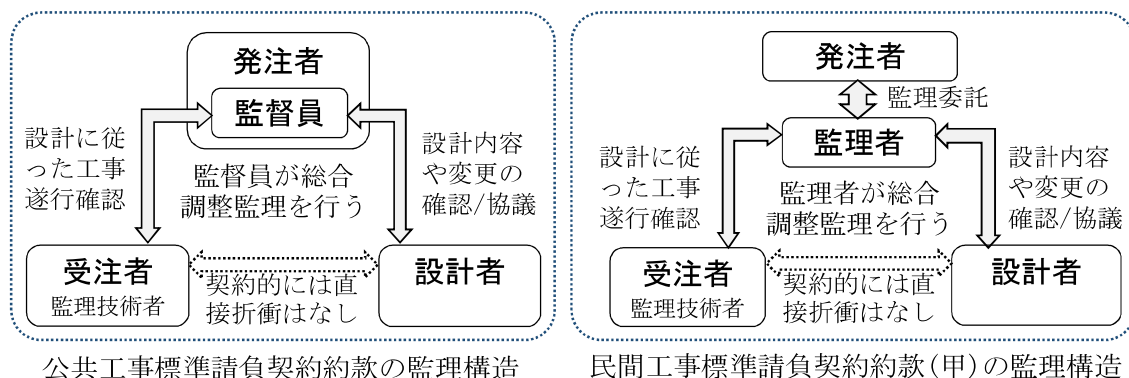 発注者
監督員
設計に従
った工事
遂行確認
監督員が総合
調整監理を行う
設計内容
や変更の
確認/協議
受注者
監理技術者
契約的には直
接折衝はなし
設計者
公共工事標準請負契約約款の監理構造
発注者
監理委託
監理者
設計に従
った工事
遂行確認
監理者が総合
調整監理を行う
設計内容
や変更の
確認/協議
受注者
監理技術者
契約的には直
接折衝はなし
設計者
民間工事標準請負契約約款(甲)の監理構造